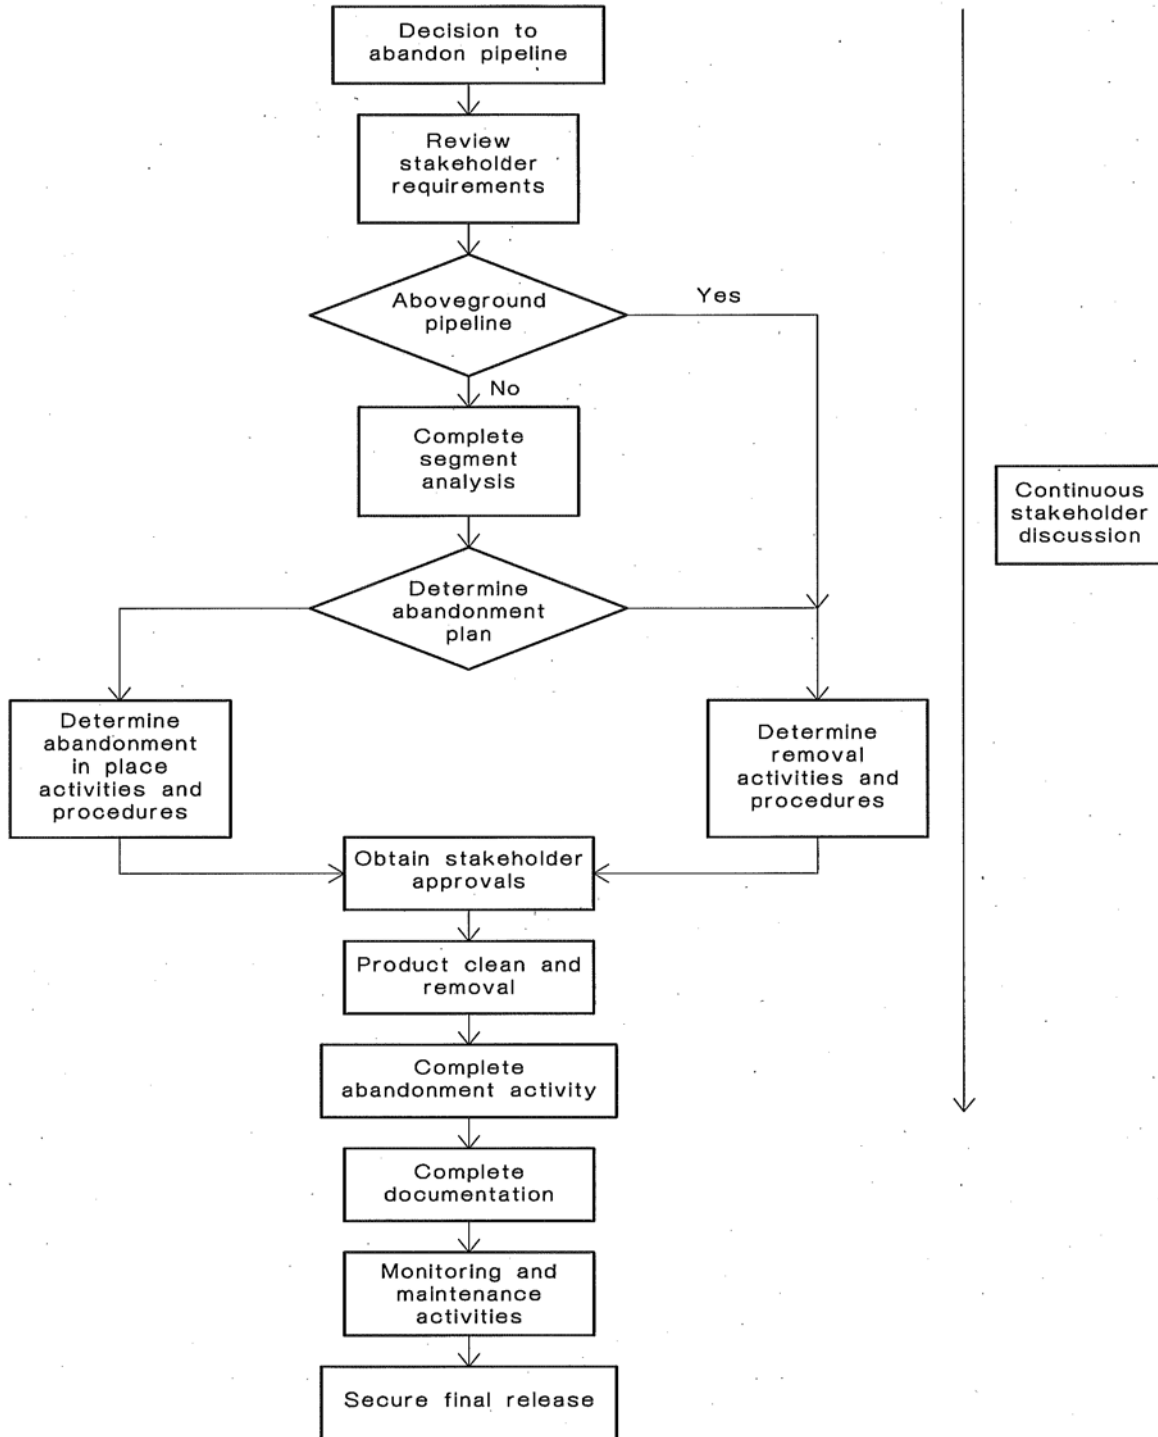 Decision to
abandon pipeline
Review
stakeholder
requirements
Aboveground
pipeline
Yes
No
Complete
segment
analysis
Continuous
stakeholder
discussion
Determine
abandonment
plan
Determine
abandonment
in place
activities and
procedures
Determine
removal
activities and
procedures
Obtain stakeholder
approvals
Product clean and
removal
Complete
abandonment activity
Complete
documentation
Monitoring and
maintenance
activities
Secure final release